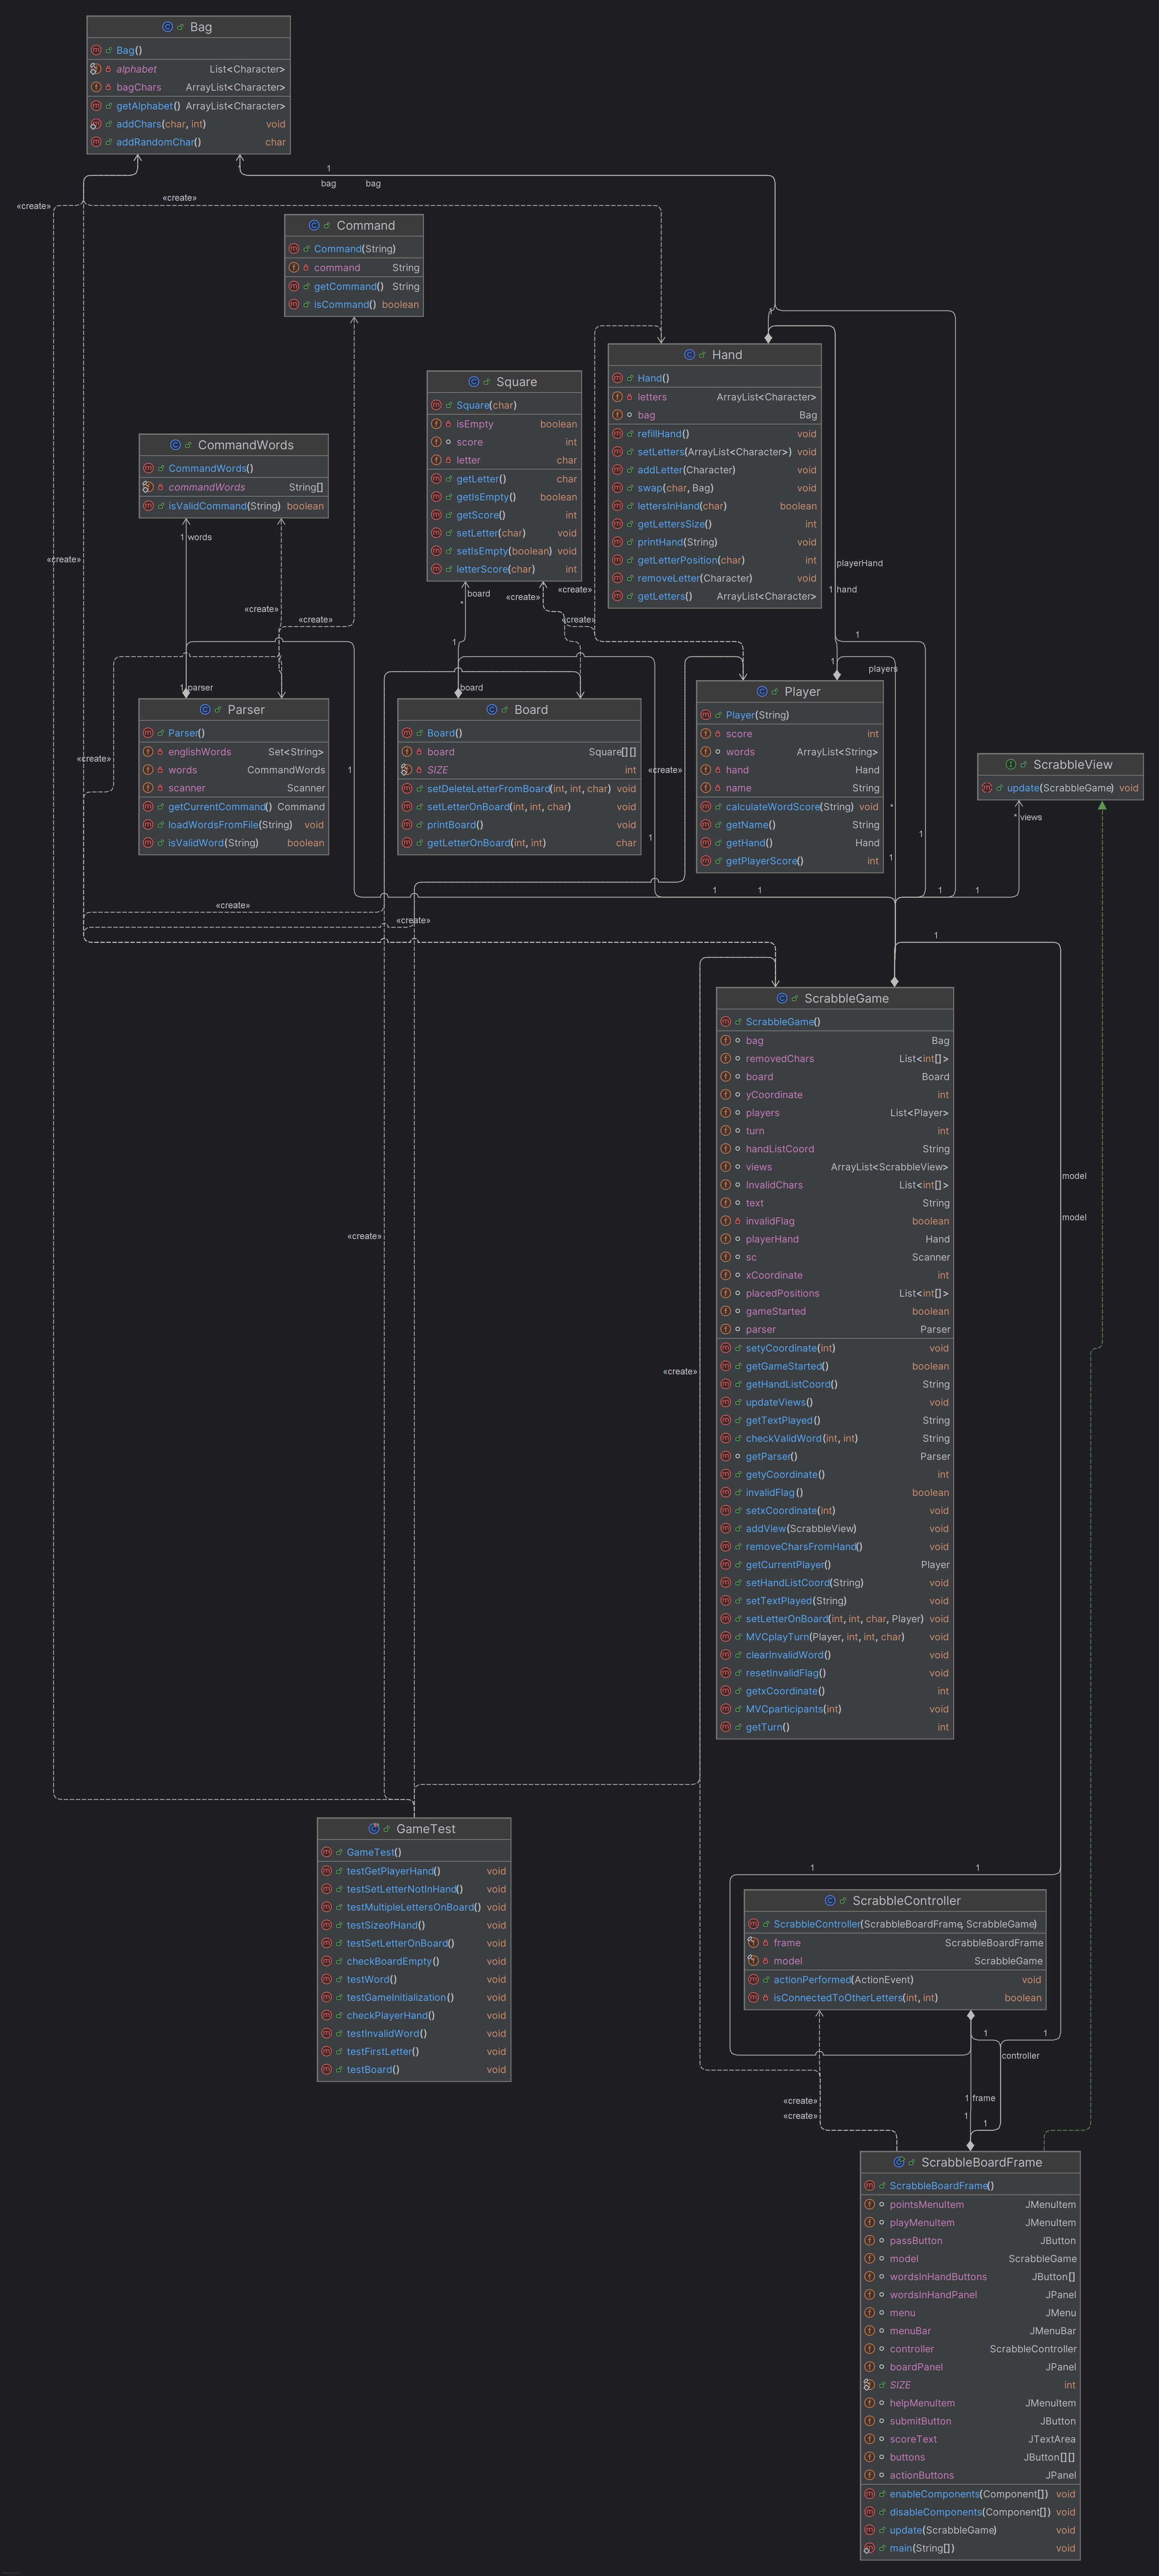 Bag
Bag()
alphabet List<Character>
bagChars ArrayList<Character>
getAlphabet() ArrayList<Character>
addChars(char, int) void
addRandomChar() char
1
bag bag
«create»
«create»
Command
Command(String)
command String
getCommand() String
isCommand() boolean
1
Hand
Hand()
letters ArrayList<Character>
bag Bag
refillHand() void
setLetters(ArrayList<Character>) void
addLetter(Character) void
swap(char, Bag) void
lettersInHand(char) boolean
getLettersSize() int
printHand(String) void
getLetterPosition(char) int
removeLetter(Character) void
getLetters() ArrayList<Character>
Square
Square(char)
isEmpty boolean
score int
letter char
getLetter() char
getIsEmpty() boolean
getScore() int
setLetter(char) void
setIsEmpty(boolean) void
letterScore(char) int
CommandWords
CommandWords()
commandWords String[]
isValidCommand(String) boolean
1 words
«create»
playerHand
1 hand
«create»
board
«create»
*
«create»
«create»
«create»
1
1
1
players
1 parser
board
Parser
Parser()
englishWords Set<String>
words CommandWords
scanner Scanner
getCurrentCommand() Command
loadWordsFromFile(String) void
isValidWord(String) boolean
Board
Board()
board Square[][]
SIZE int
setDeleteLetterFromBoard(int, int, char) void
setLetterOnBoard(int, int, char) void
printBoard() void
getLetterOnBoard(int, int) char
Player
Player(String)
score int
words ArrayList<String>
hand Hand
name String
calculateWordScore(String) void
getName() String
getHand() Hand
getPlayerScore() int
ScrabbleView
update(ScrabbleGame) void
«create»
1
«create»
*
* views
1
1
1
1
1
1
1
«create»
«create»
1
ScrabbleGame
ScrabbleGame()
bag Bag
removedChars List<int[]>
board Board
yCoordinate int
players List<Player>
turn int
handListCoord String
views ArrayList<ScrabbleView>
InvalidChars List<int[]>
text String
invalidFlag boolean
playerHand Hand
sc Scanner
xCoordinate int
placedPositions List<int[]>
gameStarted boolean
parser Parser
setyCoordinate(int) void
getGameStarted() boolean
getHandListCoord() String
updateViews() void
getTextPlayed() String
checkValidWord(int, int) String
getParser() Parser
getyCoordinate() int
invalidFlag() boolean
setxCoordinate(int) void
addView(ScrabbleView) void
removeCharsFromHand() void
getCurrentPlayer() Player
setHandListCoord(String) void
setTextPlayed(String) void
setLetterOnBoard(int, int, char, Player) void
MVCplayTurn(Player, int, int, char) void
clearInvalidWord() void
resetInvalidFlag() void
getxCoordinate() int
MVCparticipants(int) void
getTurn() int
model
model
«create»
«create»
GameTest
GameTest()
testGetPlayerHand() void
testSetLetterNotInHand() void
testMultipleLettersOnBoard() void
testSizeofHand() void
testSetLetterOnBoard() void
checkBoardEmpty() void
testWord() void
testGameInitialization() void
checkPlayerHand() void
testInvalidWord() void
testFirstLetter() void
testBoard() void
1
1
ScrabbleController
ScrabbleController(ScrabbleBoardFrame, ScrabbleGame)
frame ScrabbleBoardFrame
model ScrabbleGame
actionPerformed(ActionEvent) void
isConnectedToOtherLetters(int, int) boolean
1
1
controller
1 frame
«create»
«create»
1
1
ScrabbleBoardFrame
ScrabbleBoardFrame()
pointsMenuItem JMenuItem
playMenuItem JMenuItem
passButton JButton
model ScrabbleGame
wordsInHandButtons JButton[]
wordsInHandPanel JPanel
menu JMenu
menuBar JMenuBar
controller ScrabbleController
boardPanel JPanel
SIZE int
helpMenuItem JMenuItem
submitButton JButton
scoreText JTextArea
buttons JButton[][]
actionButtons JPanel
enableComponents(Component[]) void
disableComponents(Component[]) void
update(ScrabbleGame) void
main(String[]) void